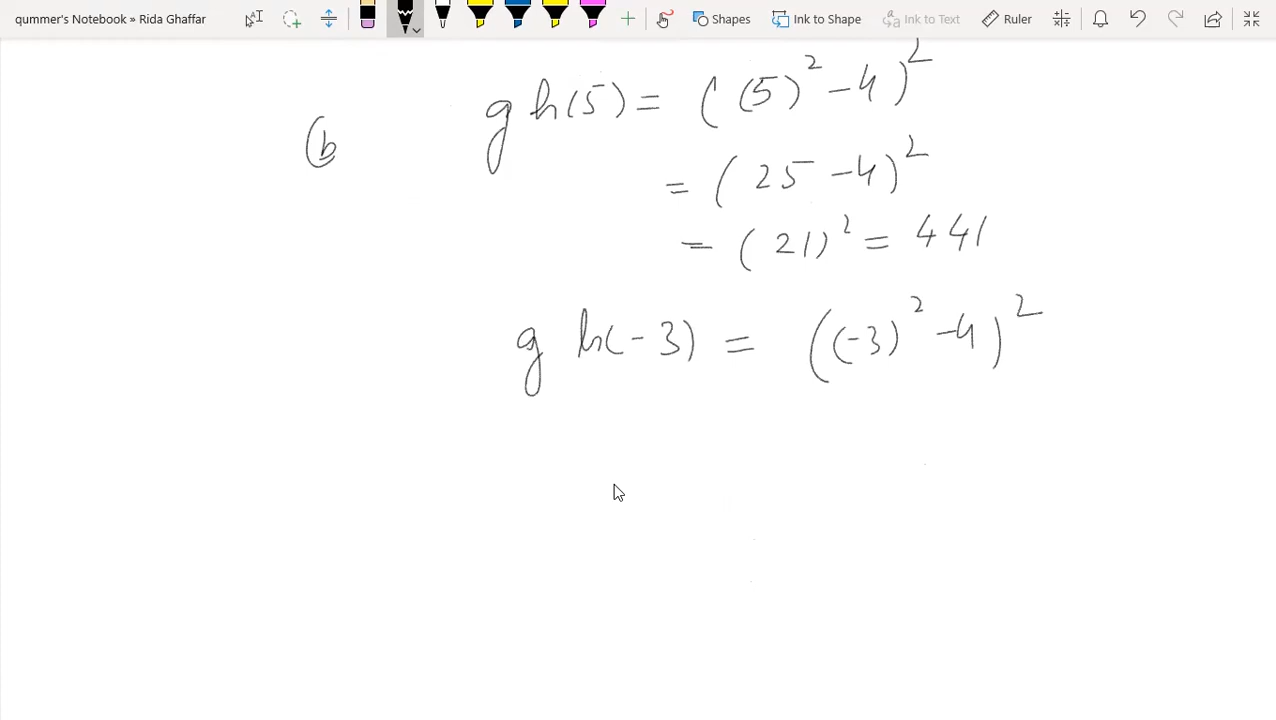 qummer's Notebook » Rida Ghaffar Shapes Ink to Shape Ink to Text Ruler
gh(5) = ((5)² - 4)²
(b
= (25 - 4)²
= (21)² = 441
g h(-3) = ((-3)² - 4)²